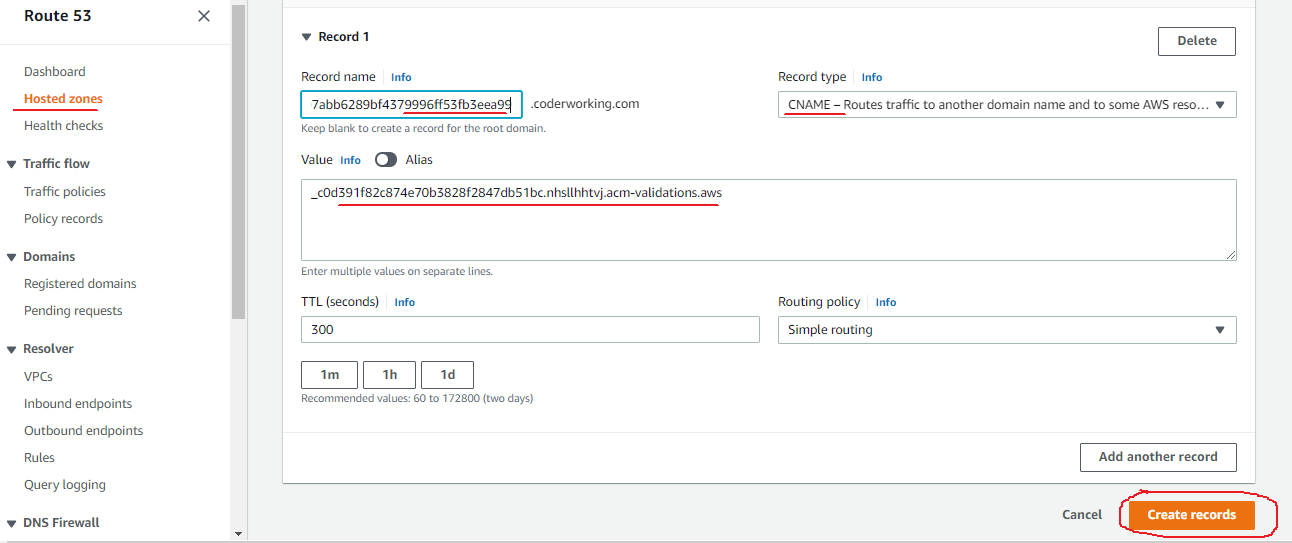 Route 53
Dashboard
Hosted zones
Health checks
Traffic flow
Traffic policies
Policy records
Domains
Registered domains
Pending requests
Resolver
VPCs
Inbound endpoints
Outbound endpoints
Rules
Query logging
DNS Firewall
Record 1
Delete
Record name Info
7abb6289bf4379996ff53fb3eea99 .coderworking.com
Keep blank to create a record for the root domain.
Record type Info
CNAME – Routes traffic to another domain name and to some AWS reso...
Value Info Alias
_c0d391f82c874e70b3828f2847db51bc.nhsllhhtvj.acm-validations.aws
Enter multiple values on separate lines.
TTL (seconds) Info
300
1m 1h 1d
Recommended values: 60 to 172800 (two days)
Routing policy Info
Simple routing
Add another record
Cancel Create records